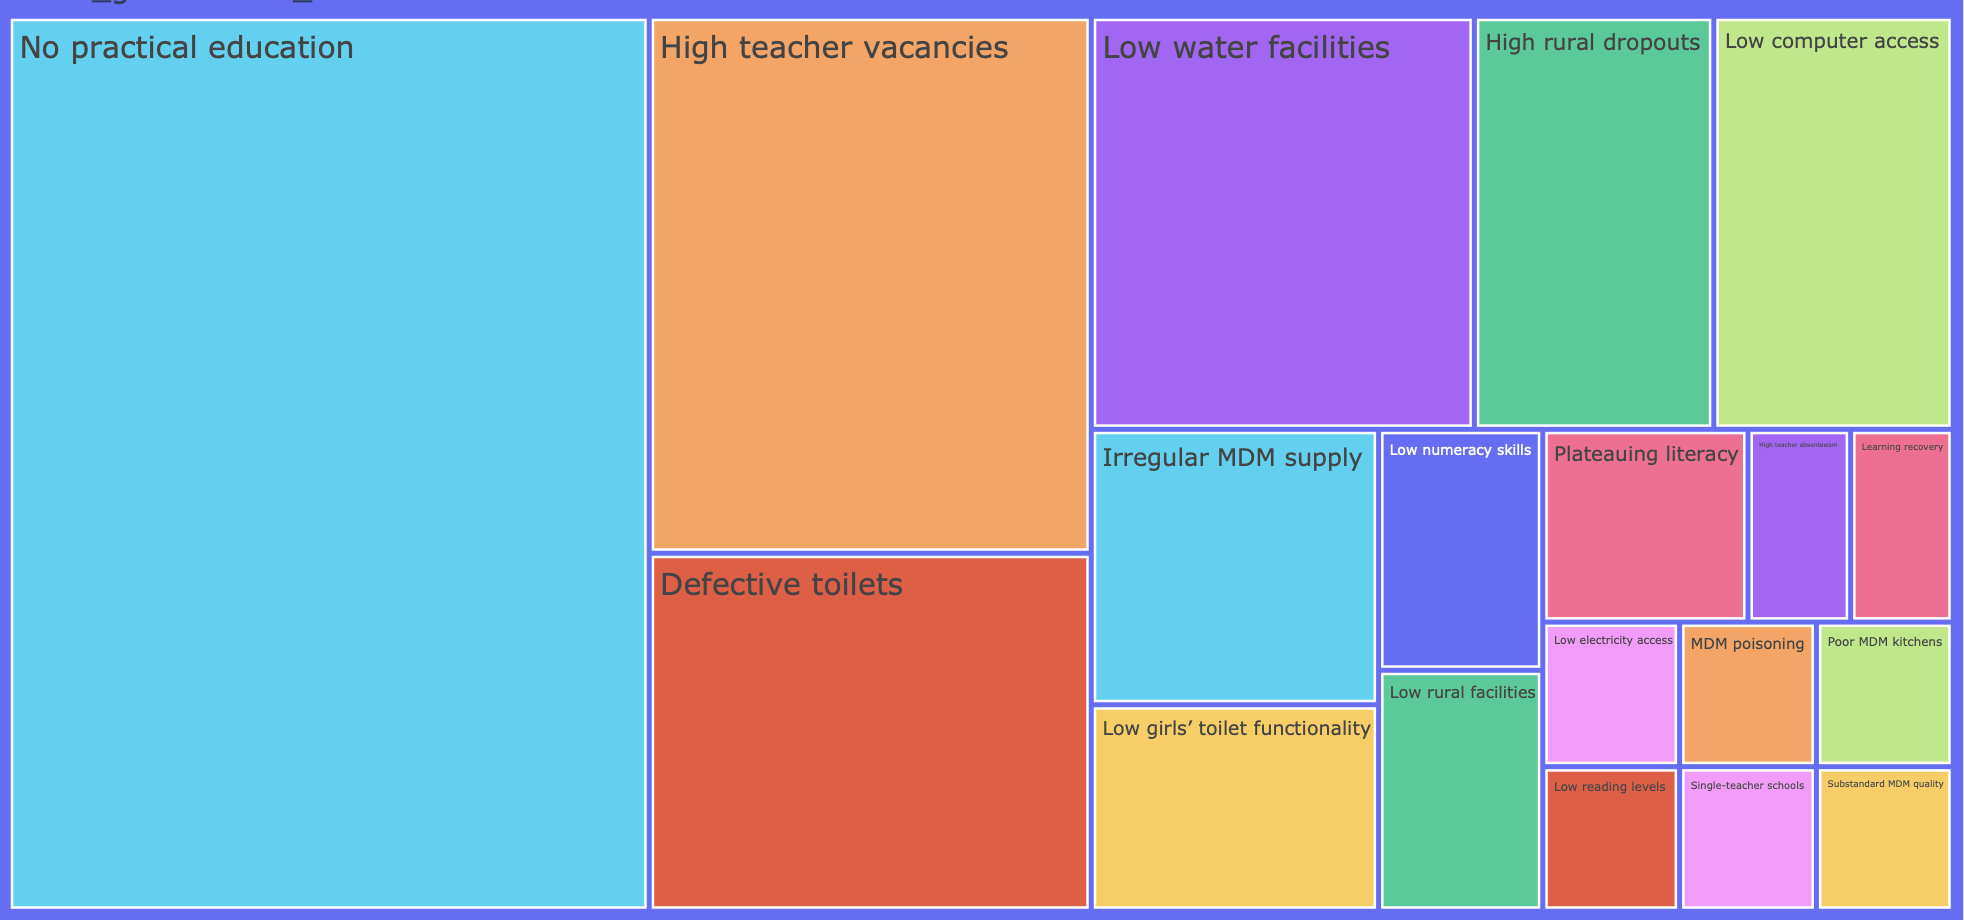 No practical education
High teacher vacancies
Low water facilities
High rural dropouts
Low computer access
Defective toilets
Irregular MDM supply
Low numeracy skills
Plateauing literacy
High teacher absenteeism
Learning recovery
Low electricity access
MDM poisoning
Poor MDM kitchens
Low rural facilities
Low girls’ toilet functionality
Low reading levels
Single-teacher schools
Substandard MDM quality